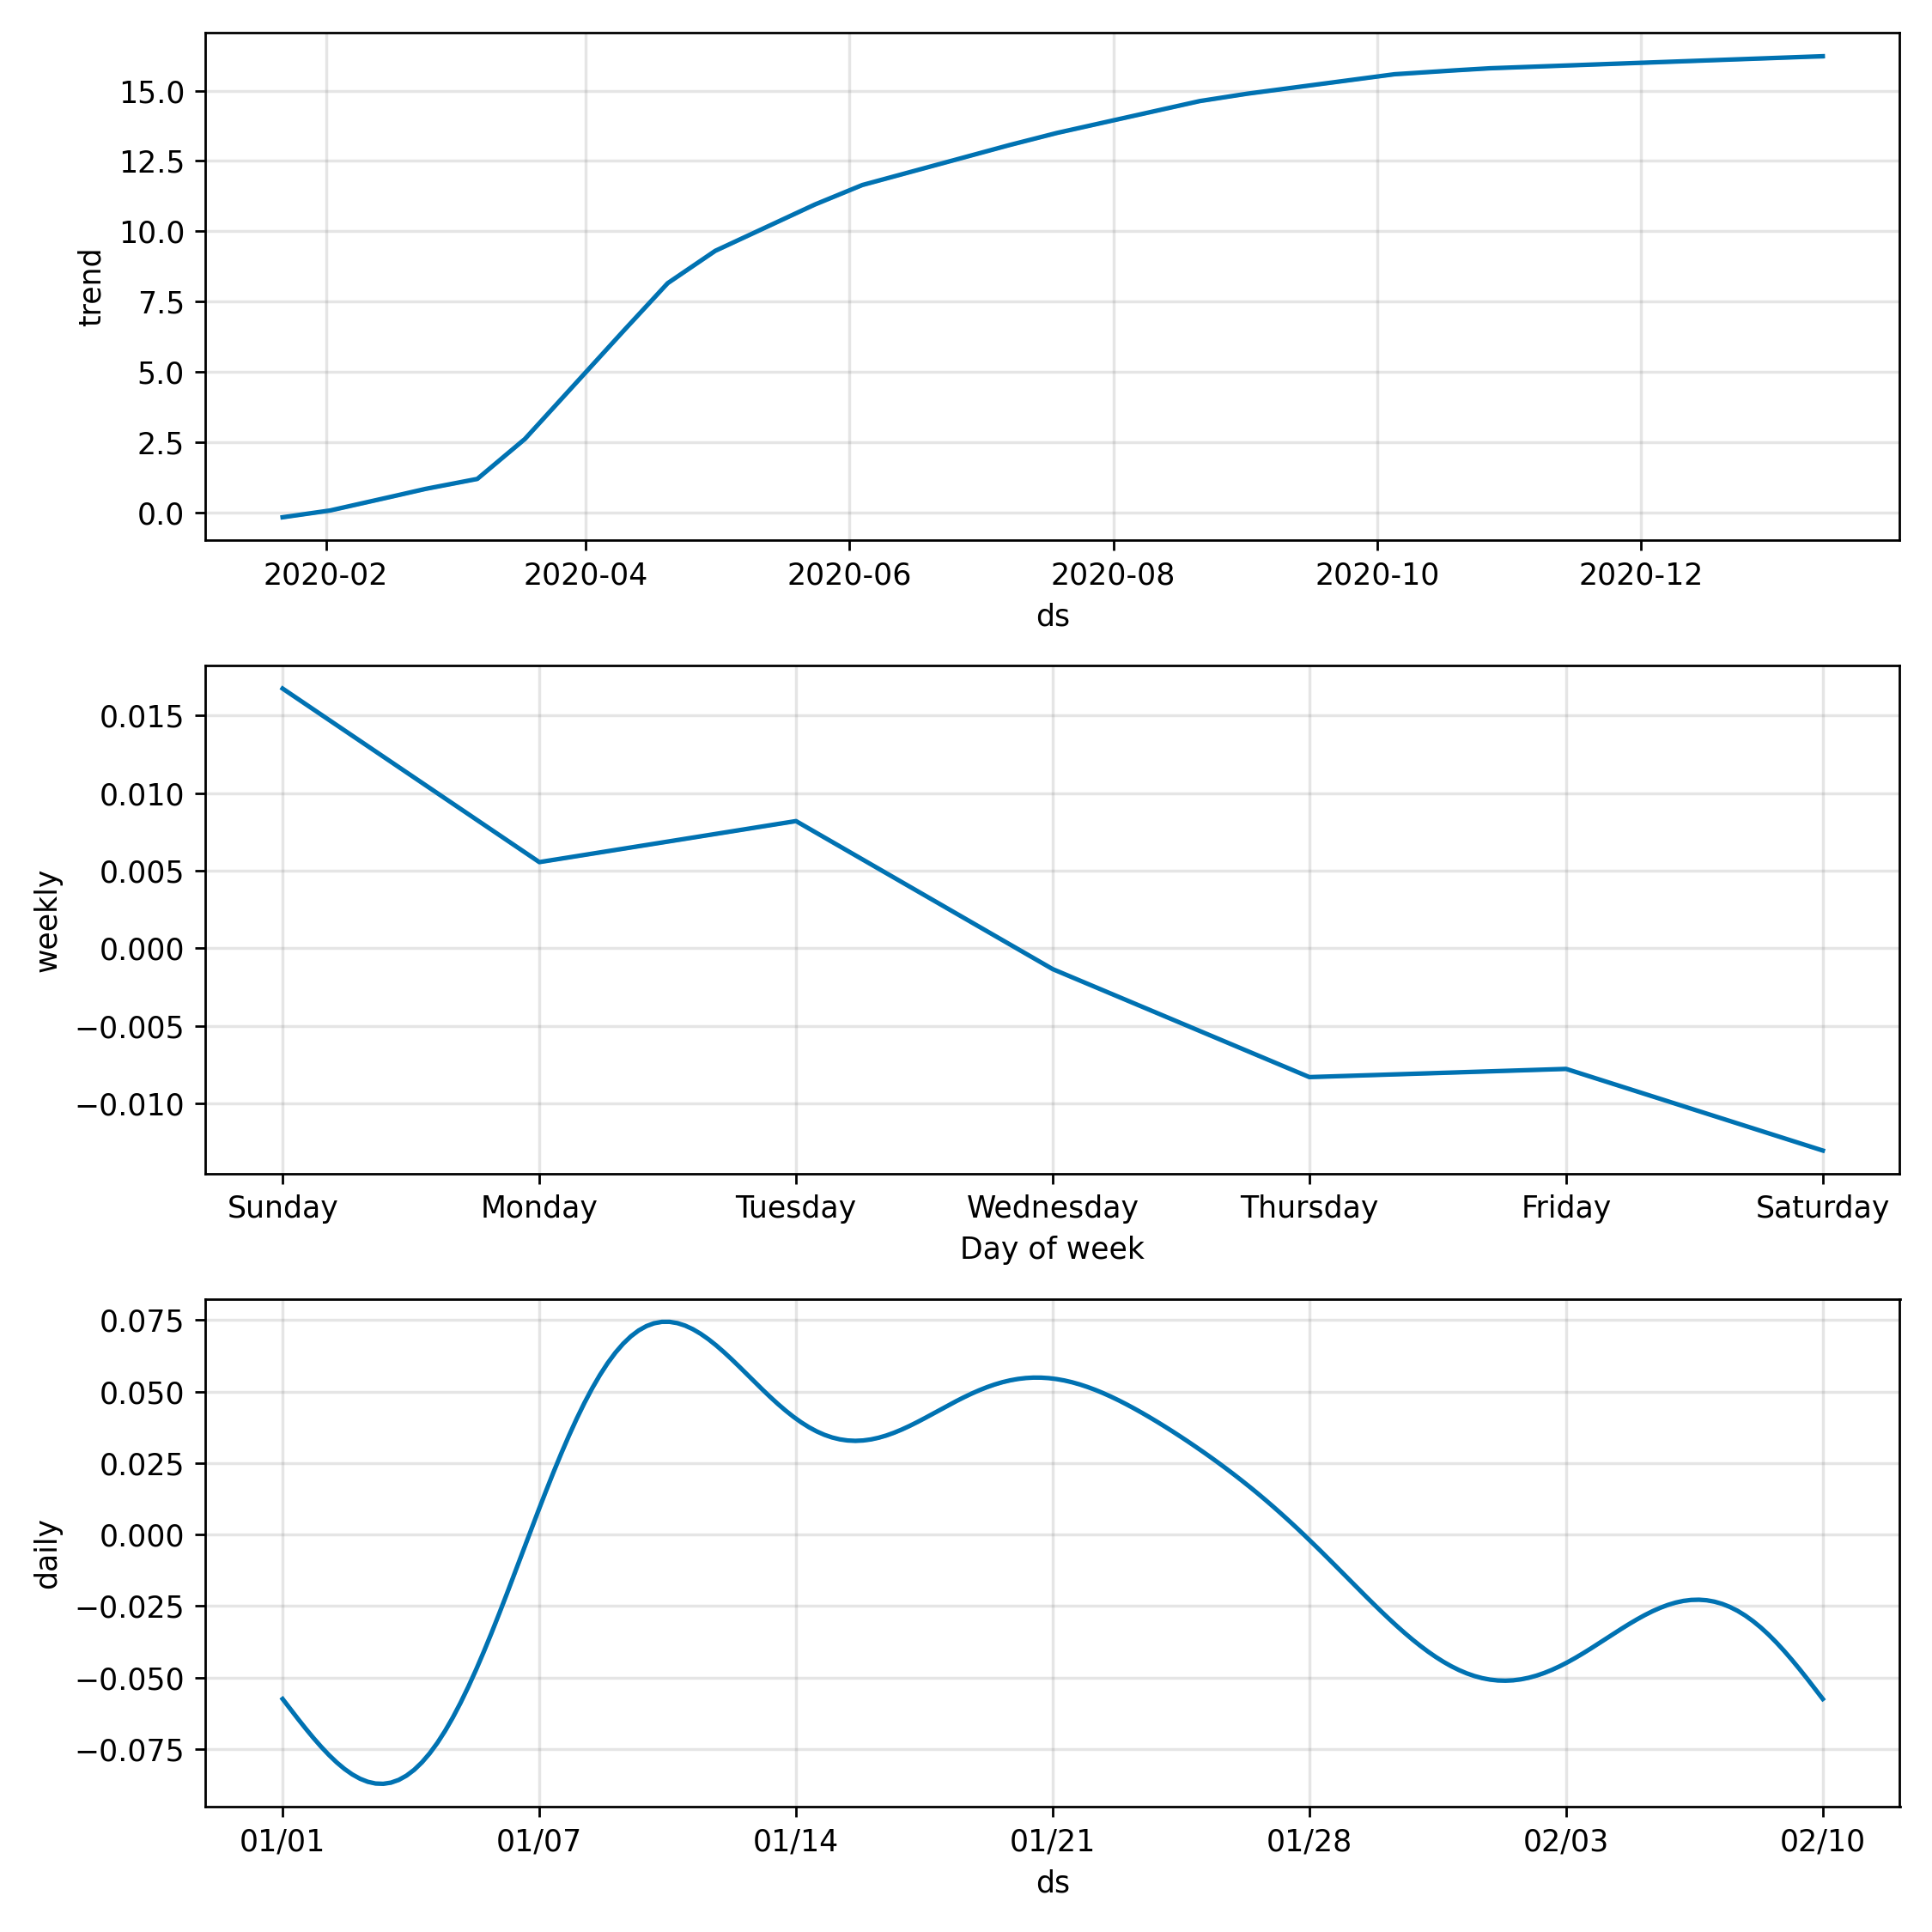 trend
15.0
12.5
10.0
7.5
5.0
2.5
0.0
2020-02 2020-04 2020-06 2020-08 2020-10 2020-12
ds
weekly
0.015
0.010
0.005
0.000
−0.005
−0.010
Sunday Monday Tuesday Wednesday Thursday Friday Saturday
Day of week
daily
0.075
0.050
0.025
0.000
−0.025
−0.050
−0.075
01/01 01/07 01/14 01/21 01/28 02/03 02/10
ds